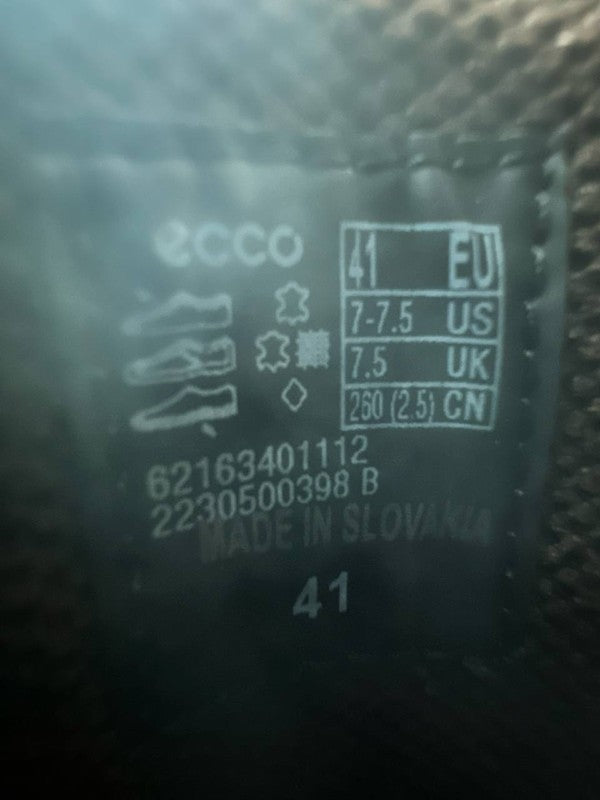 ecco
41 EU
7-7.5 US
7.5 UK
260 (2.5) CN
62163401112
2230500398 B
MADE IN SLOVAKIA
41